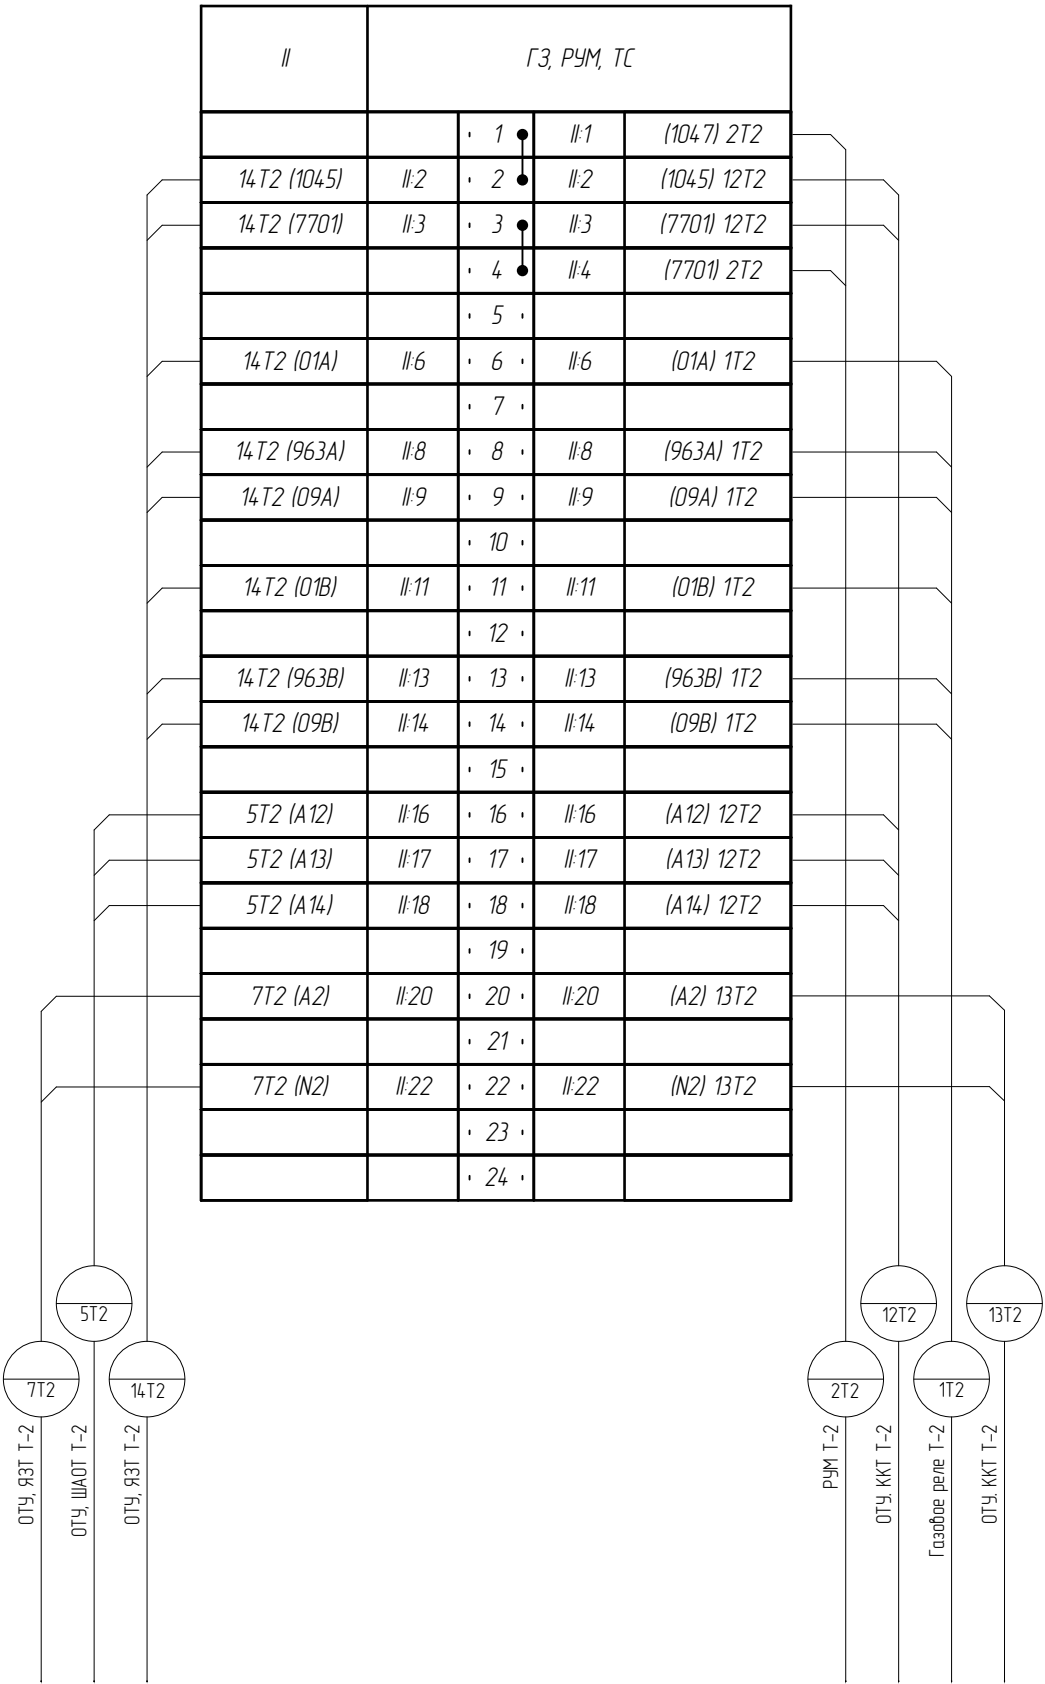 II ГЗ, РУМ, ТС
1 II:1 (1047) 2Т2
14Т2 (1045) II:2 2 II:2 (1045) 12Т2
14Т2 (7701) II:3 3 II:3 (7701) 12Т2
4 II:4 (7701) 2Т2
5
14Т2 (01А) II:6 6 II:6 (01А) 1Т2
7
14Т2 (963А) II:8 8 II:8 (963А) 1Т2
14Т2 (09А) II:9 9 II:9 (09А) 1Т2
10
14Т2 (01В) II:11 11 II:11 (01В) 1Т2
12
14Т2 (963В) II:13 13 II:13 (963В) 1Т2
14Т2 (09В) II:14 14 II:14 (09В) 1Т2
15
5Т2 (А12) II:16 16 II:16 (А12) 12Т2
5Т2 (А13) II:17 17 II:17 (А13) 12Т2
5Т2 (А14) II:18 18 II:18 (А14) 12Т2
19
7Т2 (А2) II:20 20 II:20 (А2) 13Т2
21
7Т2 (N2) II:22 22 II:22 (N2) 13Т2
23
24
5Т2 12Т2 13Т2
7Т2 14Т2 2Т2 1Т2
ОТУ, ЯЗТ Т-2
ОТУ, ШАОТ Т-2
ОТУ, ЯЗТ Т-2
РУМ Т-2
ОТУ. ККТ Т-2
Газовое реле Т-2
ОТУ. ККТ Т-2